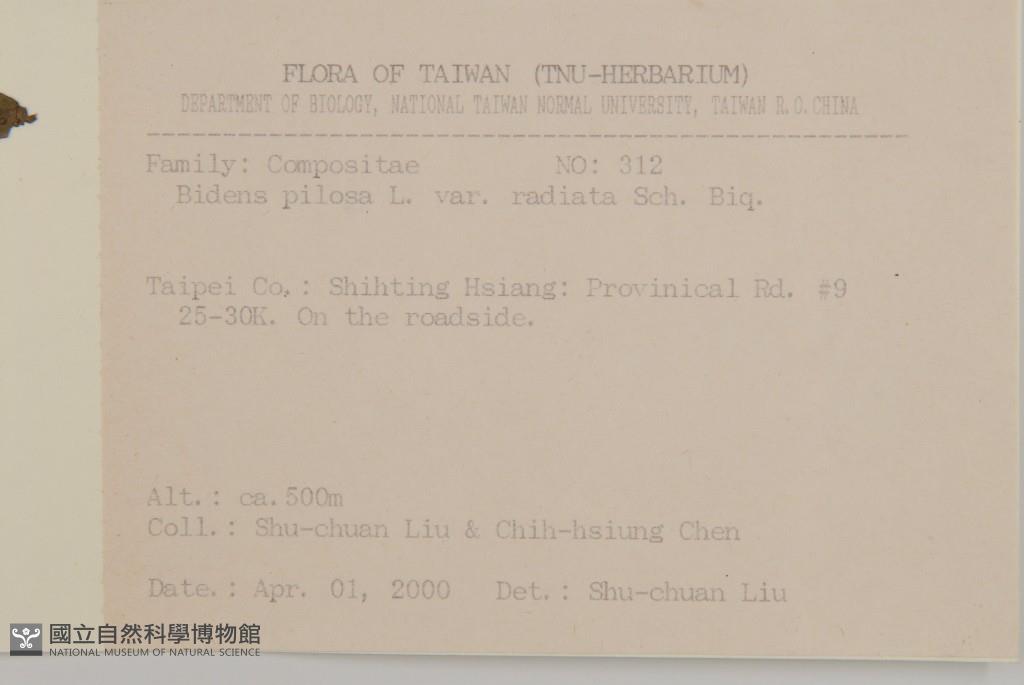 FLORA OF TAIWAN (TNU-HERBARIUM)
DEPARTMENT OF BIOLOGY, NATIONAL TAIWAN NORMAL UNIVERSITY, TAIWAN R.O.CHINA
Family: Compositae NO: 312
Bidens pilosa L. var. radiata Sch. Biq.
Taipei Co,: Shihting Hsiang: Provinical Rd. #9
25-30K. On the roadside.
Alt.: ca.500m
Coll.: Shu-chuan Liu & Chih-hsiung Chen
Date.: Apr. 01, 2000 Det.: Shu-chuan Liu
國立自然科學博物館
NATIONAL MUSEUM OF NATURAL SCIENCE